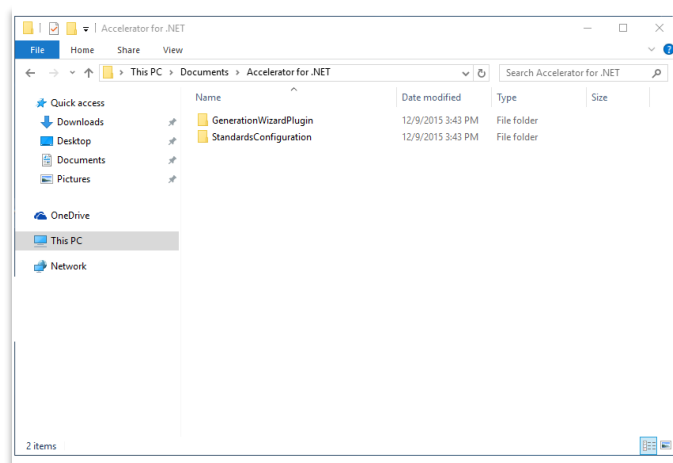 Accelerator for .NET
File Home Share View
This PC > Documents > Accelerator for .NET
Search Accelerator for .NET
Name Date modified Type Size
Quick access
Downloads
Desktop
Documents
Pictures
OneDrive
This PC
Network
GenerationWizardPlugin 12/9/2015 3:43 PM File folder
StandardsConfiguration 12/9/2015 3:43 PM File folder
2 items